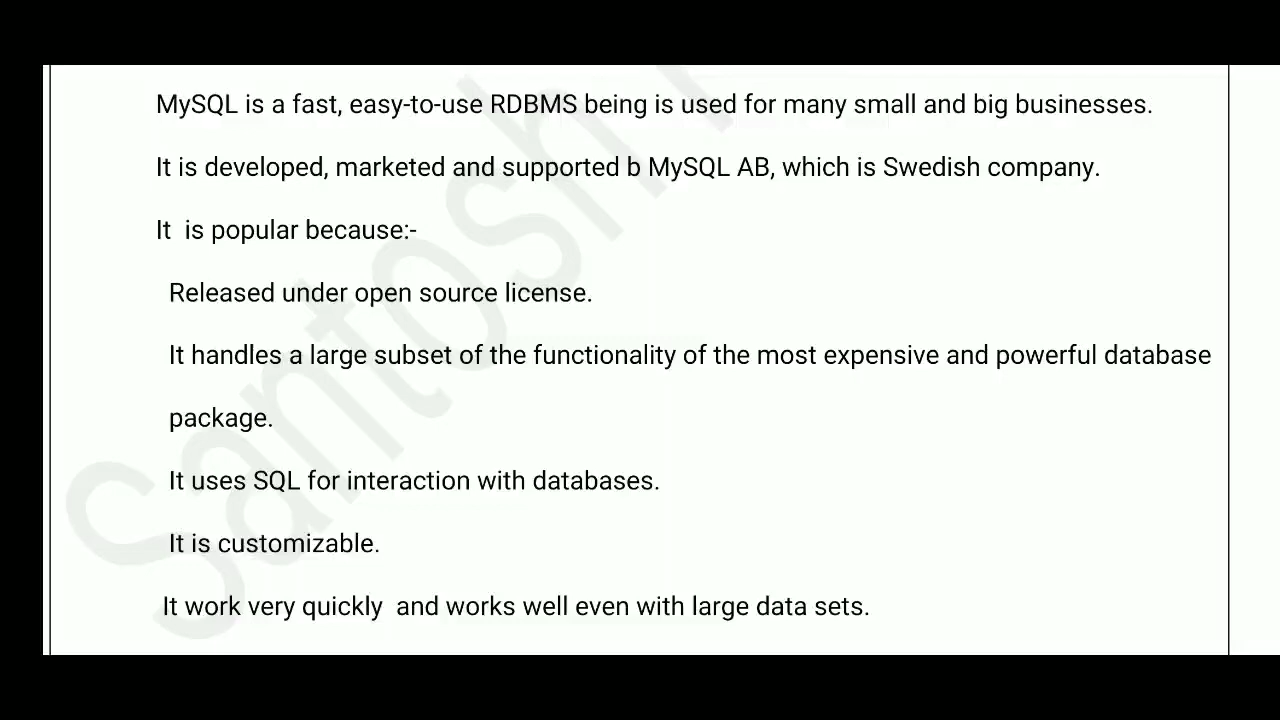 MySQL is a fast, easy-to-use RDBMS being is used for many small and big businesses.
It is developed, marketed and supported b MySQL AB, which is Swedish company.
It  is popular because:-
Released under open source license.
It handles a large subset of the functionality of the most expensive and powerful database
package.
It uses SQL for interaction with databases.
It is customizable.
It work very quickly  and works well even with large data sets.
Santosh